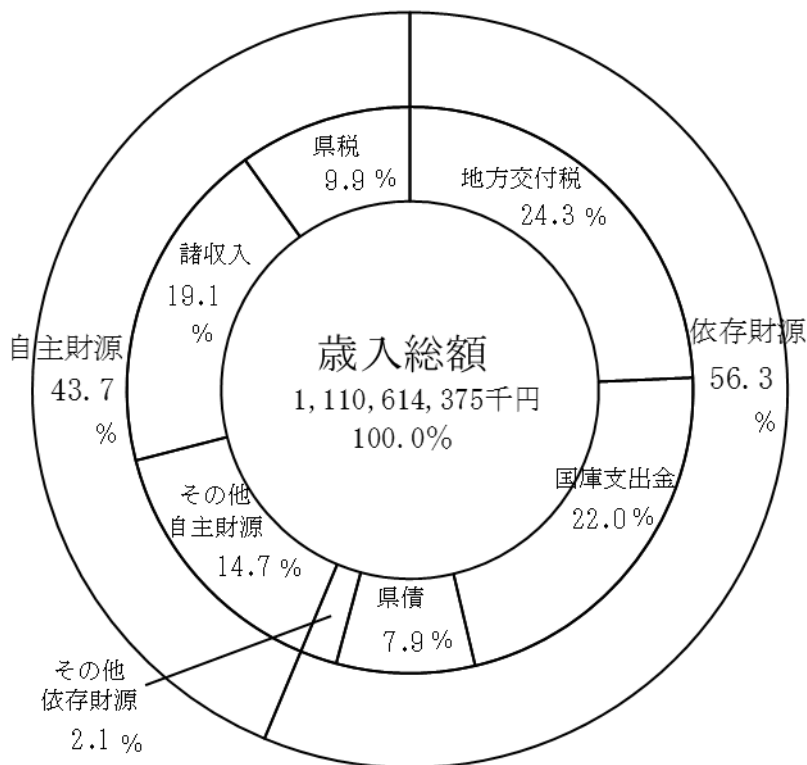 県税
9.9 %
地方交付税
24.3 %
諸収入
19.1
%
自主財源
43.7
%
歳入総額
1,110,614,375千円
100.0%
依存財源
56.3
%
国庫支出金
22.0 %
その他
自主財源
14.7 %
県債
7.9 %
その他
依存財源
2.1 %